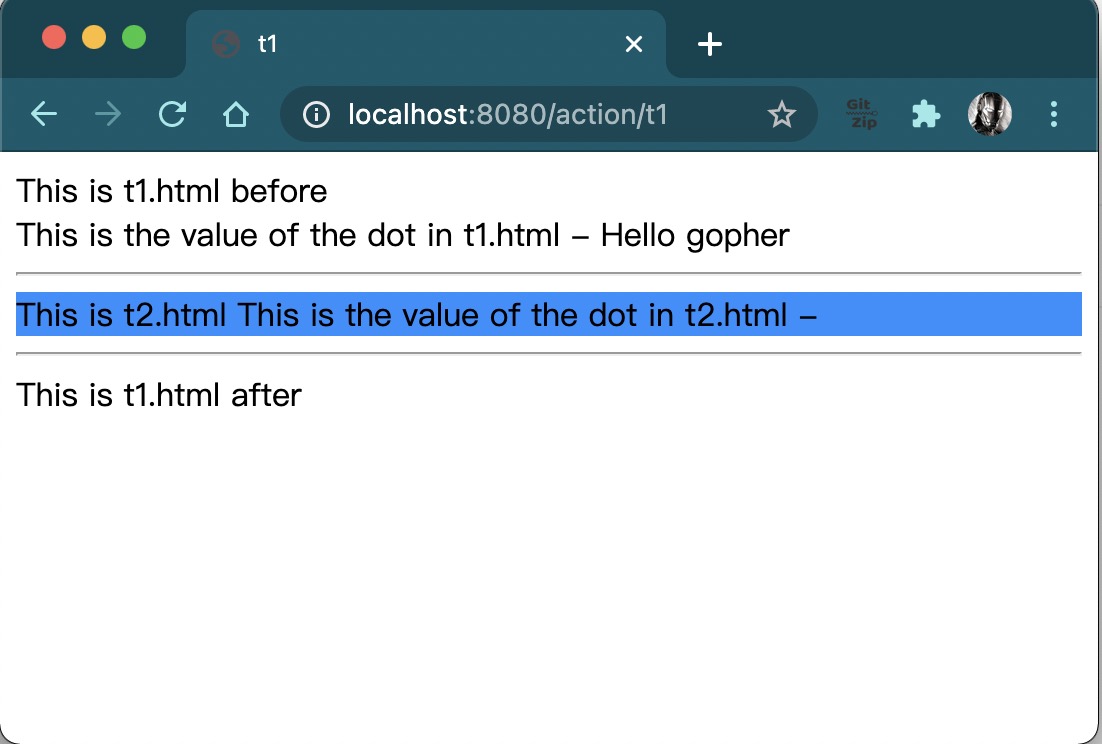 t1
localhost:8080/action/t1
Git
Zip
This is t1.html before
This is the value of the dot in t1.html – Hello gopher
This is t2.html This is the value of the dot in t2.html –
This is t1.html after